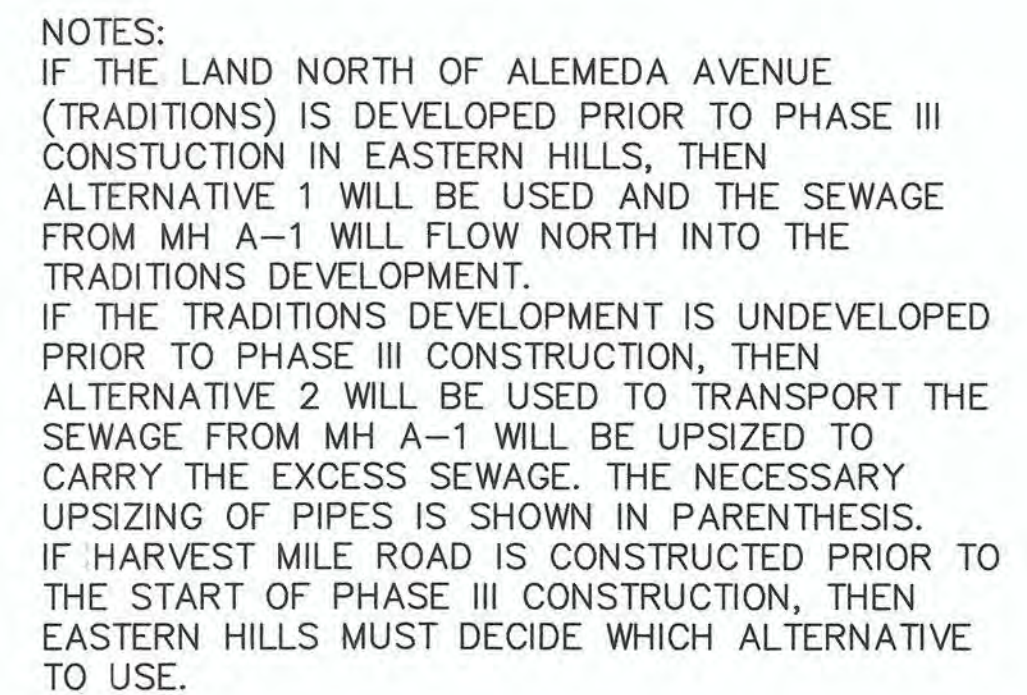 NOTES:
IF THE LAND NORTH OF ALEMEDA AVENUE
(TRADITIONS) IS DEVELOPED PRIOR TO PHASE III
CONSTUCTION IN EASTERN HILLS, THEN
ALTERNATIVE 1 WILL BE USED AND THE SEWAGE
FROM MH A–1 WILL FLOW NORTH INTO THE
TRADITIONS DEVELOPMENT.
IF THE TRADITIONS DEVELOPMENT IS UNDEVELOPED
PRIOR TO PHASE III CONSTRUCTION, THEN
ALTERNATIVE 2 WILL BE USED TO TRANSPORT THE
SEWAGE FROM MH A–1 WILL BE UPSIZED TO
CARRY THE EXCESS SEWAGE. THE NECESSARY
UPSIZING OF PIPES IS SHOWN IN PARENTHESIS.
IF HARVEST MILE ROAD IS CONSTRUCTED PRIOR TO
THE START OF PHASE III CONSTRUCTION, THEN
EASTERN HILLS MUST DECIDE WHICH ALTERNATIVE
TO USE.